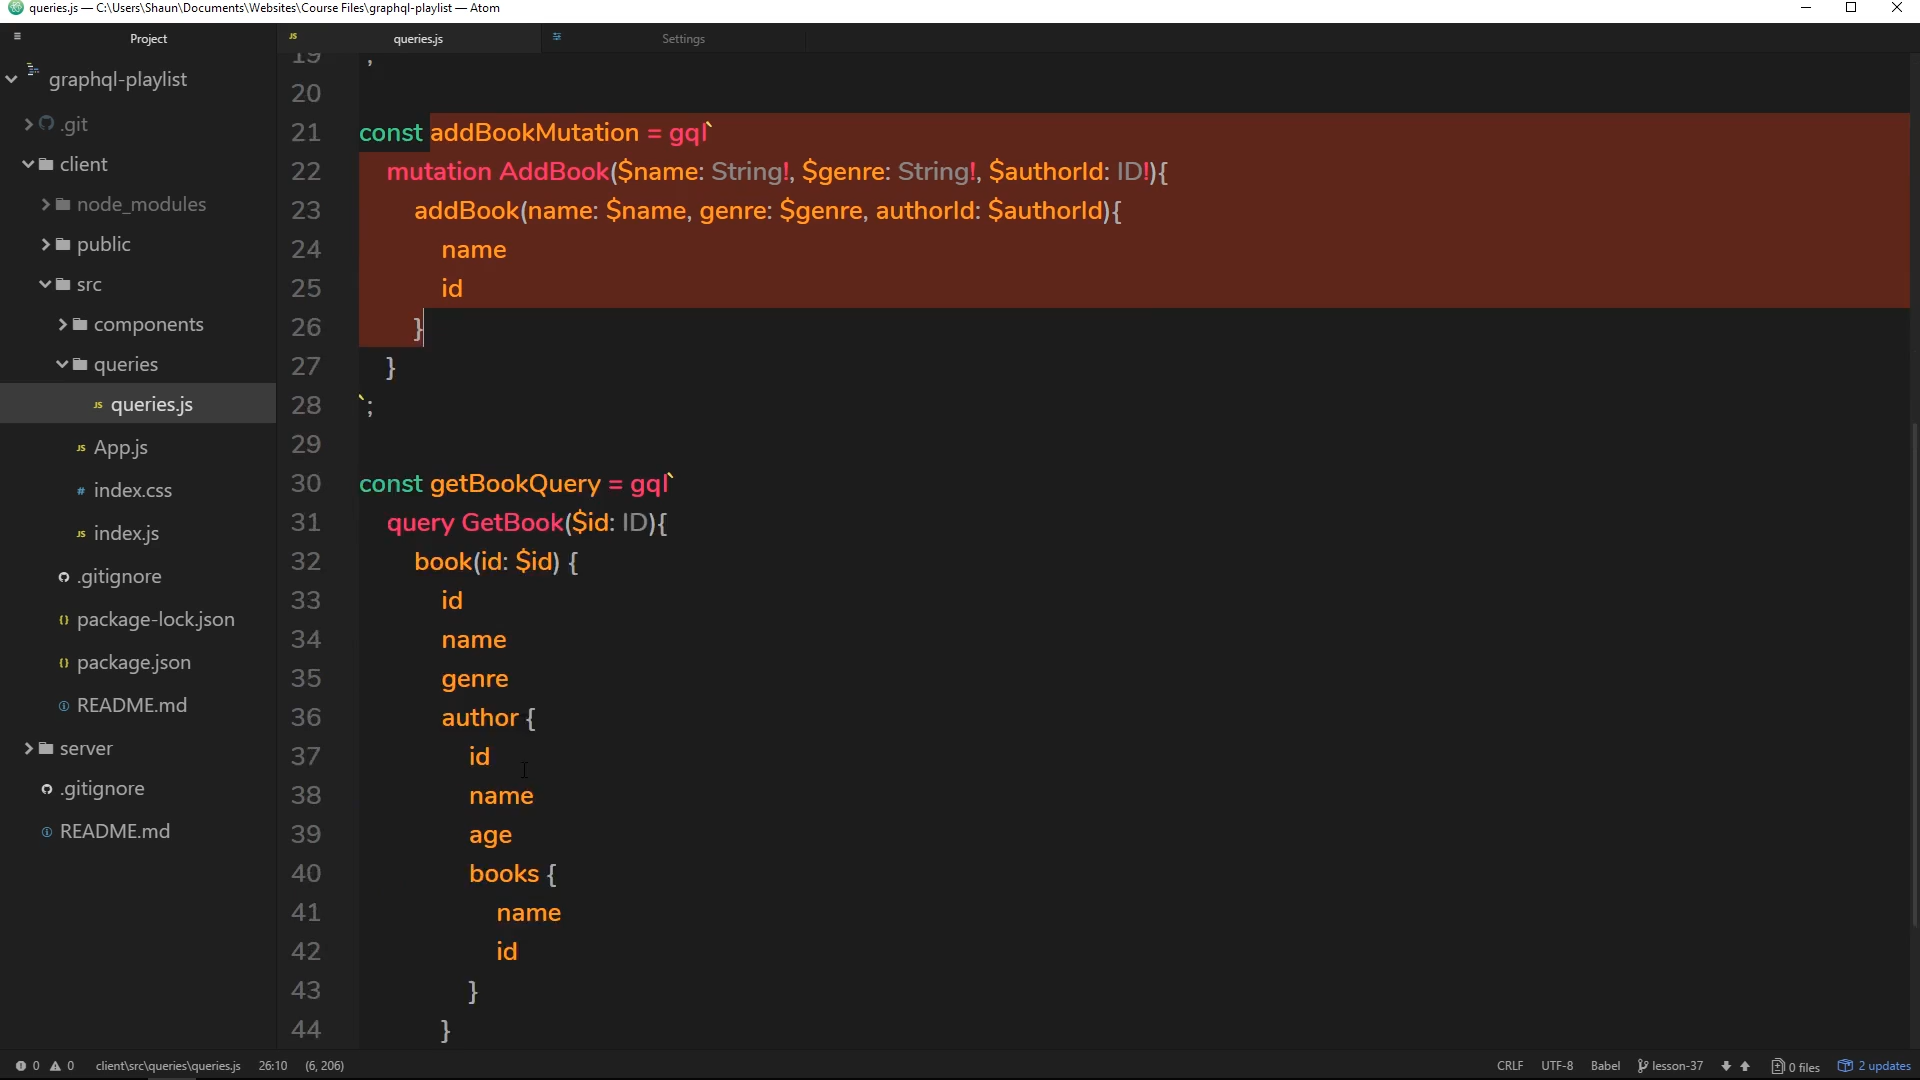 queries.js — C:\Users\Shaun\Documents\Websites\Course Files\graphql-playlist — Atom
Project
queries.js
Settings
graphql-playlist
.git
client
node_modules
public
src
components
queries
queries.js
App.js
index.css
index.js
.gitignore
package-lock.json
package.json
README.md
server
.gitignore
README.md
19 ;
20
21 const addBookMutation = gql`
22 mutation AddBook($name: String!, $genre: String!, $authorId: ID!){
23 addBook(name: $name, genre: $genre, authorId: $authorId){
24 name
25 id
26 }
27 }
28 `;
29
30 const getBookQuery = gql`
31 query GetBook($id: ID){
32 book(id: $id) {
33 id
34 name
35 genre
36 author {
37 id
38 name
39 age
40 books {
41 name
42 id
43 }
44 }
0 0 client\src\queries\queries.js 26:10 (6, 206) CRLF UTF-8 Babel lesson-37 0 files 2 updates